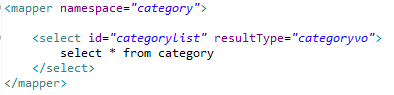 <mapper namespace="category">
<select id="categorylist" resultType="categoryvo">
select * from category
</select>
</mapper>